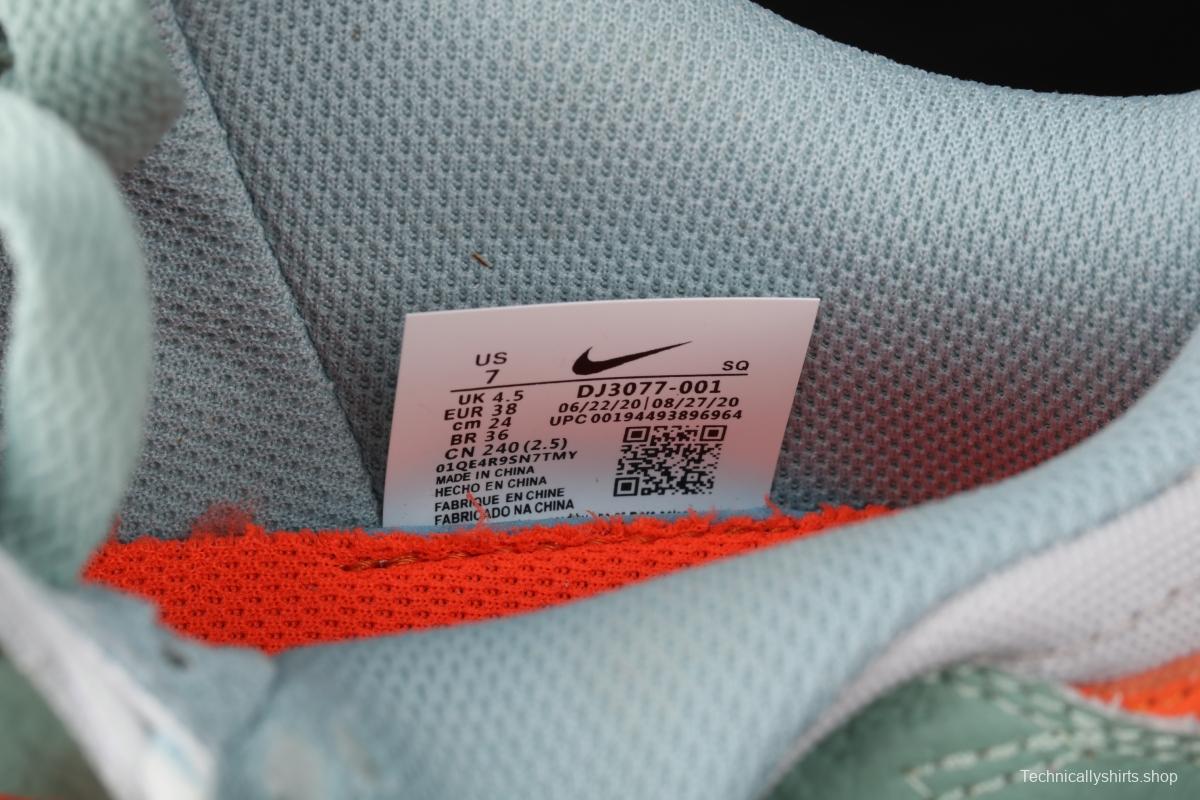 US
7
SQ
UK 4.5
EUR 38
cm 24
BR 36
CN 240 (2.5)
DJ3077-001
06/22/20|08/27/20
UPC 00194493896964
01QE4R9SN7TMY
MADE IN CHINA
HECHO EN CHINA
FABRIQUE EN CHINE
FABRICADO NA CHINA
Technicallyshirts.shop